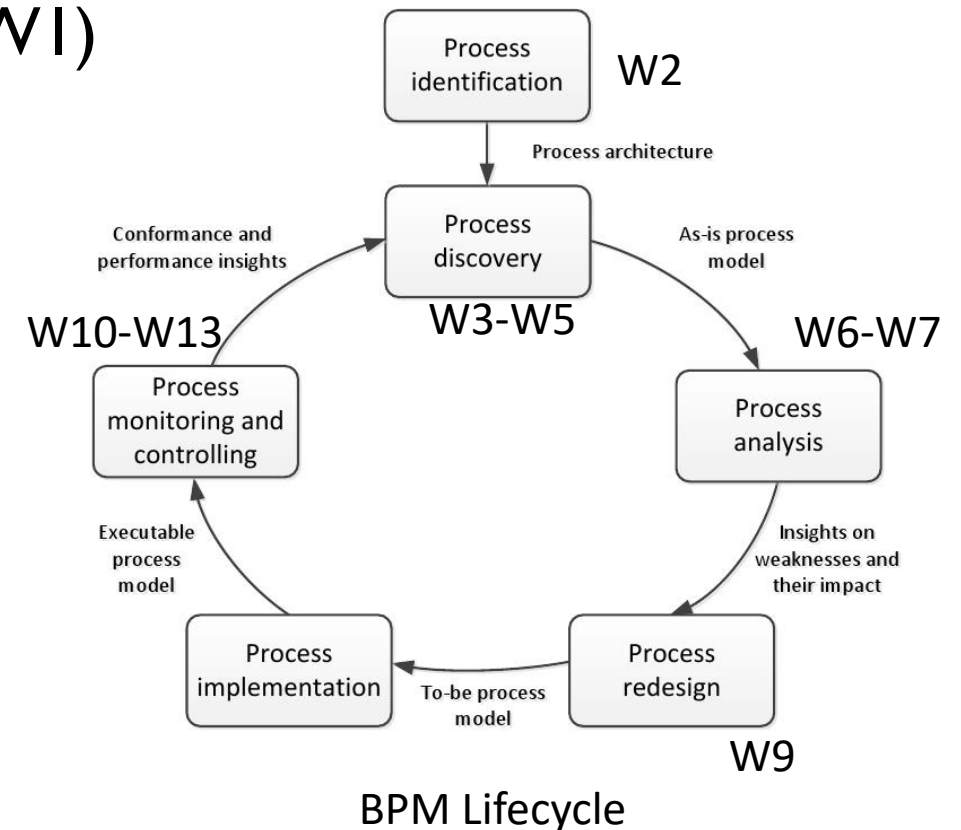 W1)
Process
identification
W2
Process architecture
Process
discovery
W3-W5
Conformance and
performance insights
As-is process
model
W10-W13
Process
monitoring and
controlling
W6-W7
Process
analysis
Executable
process
model
Insights on
weaknesses and
their impact
Process
implementation
To-be process
model
Process
redesign
W9
BPM Lifecycle